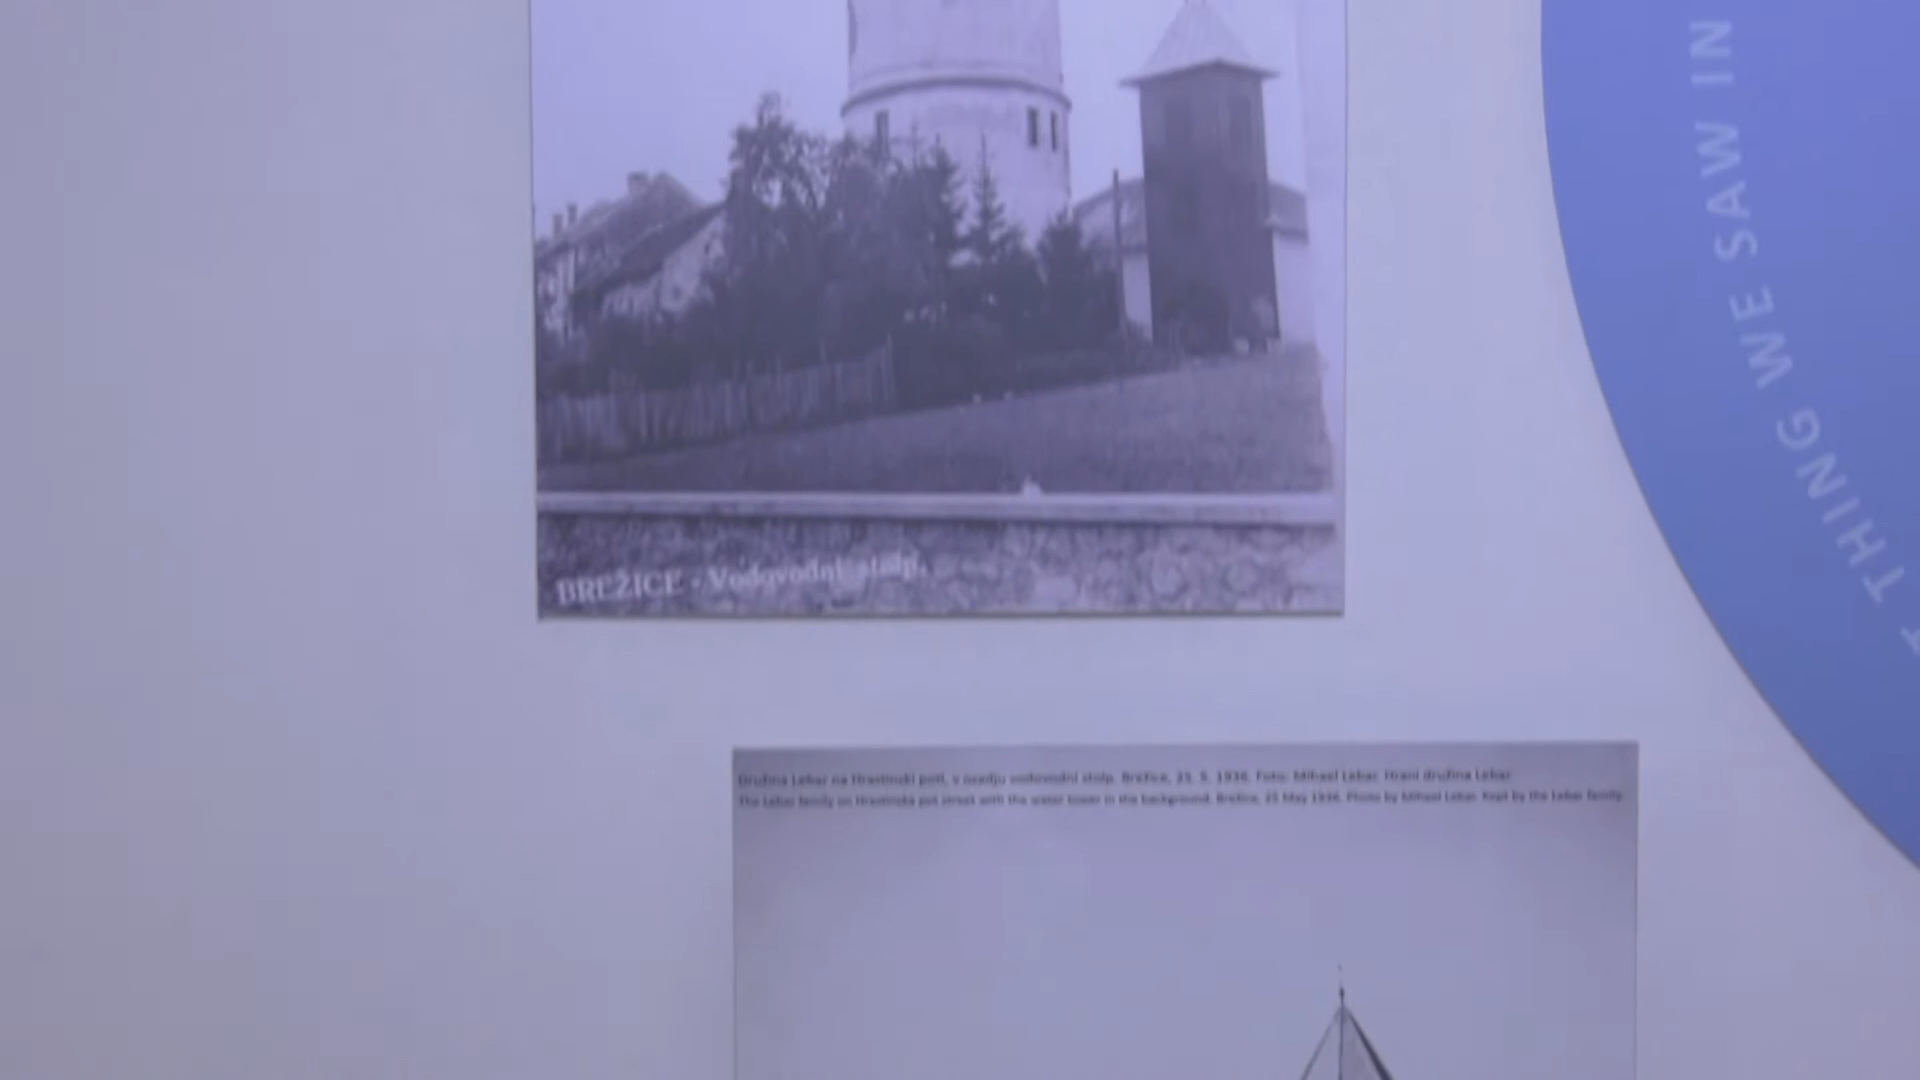 BREŽICE - Vodovodni stolp.
Družina Lebar na Hrastinski poti, v ozadju vodovodni stolp. Brežice, 25. 5. 1936. Foto: Mihael Lebar. Hrani družina Lebar.
The Lebar family on Hrastinska pot street with the water tower in the background. Brežice, 25 May 1936. Photo by Mihael Lebar. Kept by the Lebar family.
T THING WE SAW IN